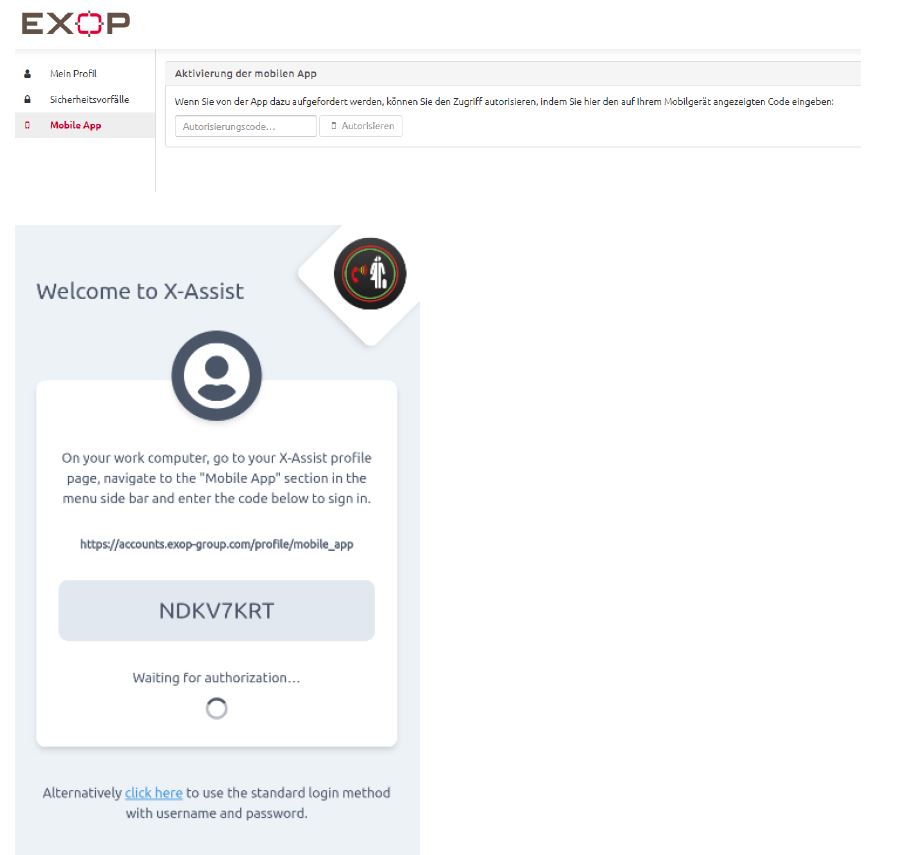 EXOP
Mein Profil
Sicherheitsvorfälle
Mobile App
Aktivierung der mobilen App
Wenn Sie von der App dazu aufgefordert werden, können Sie den Zugriff autorisieren, indem Sie hier den auf Ihrem Mobilgerät angezeigten Code eingeben:
Autorisierungscode...
Autorisieren
Welcome to X-Assist
On your work computer, go to your X-Assist profile
page, navigate to the "Mobile App" section in the
menu side bar and enter the code below to sign in.
https://accounts.exop-group.com/profile/mobile_app
NDKV7KRT
Waiting for authorization...
Alternatively click here to use the standard login method
with username and password.